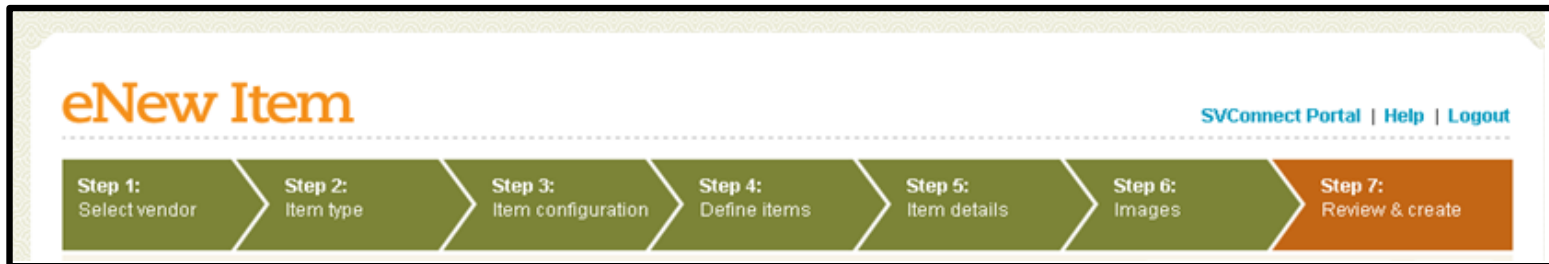 eNew Item
SVConnect Portal | Help | Logout
Step 1:
Select vendor
Step 2:
Item type
Step 3:
Item configuration
Step 4:
Define items
Step 5:
Item details
Step 6:
Images
Step 7:
Review & create